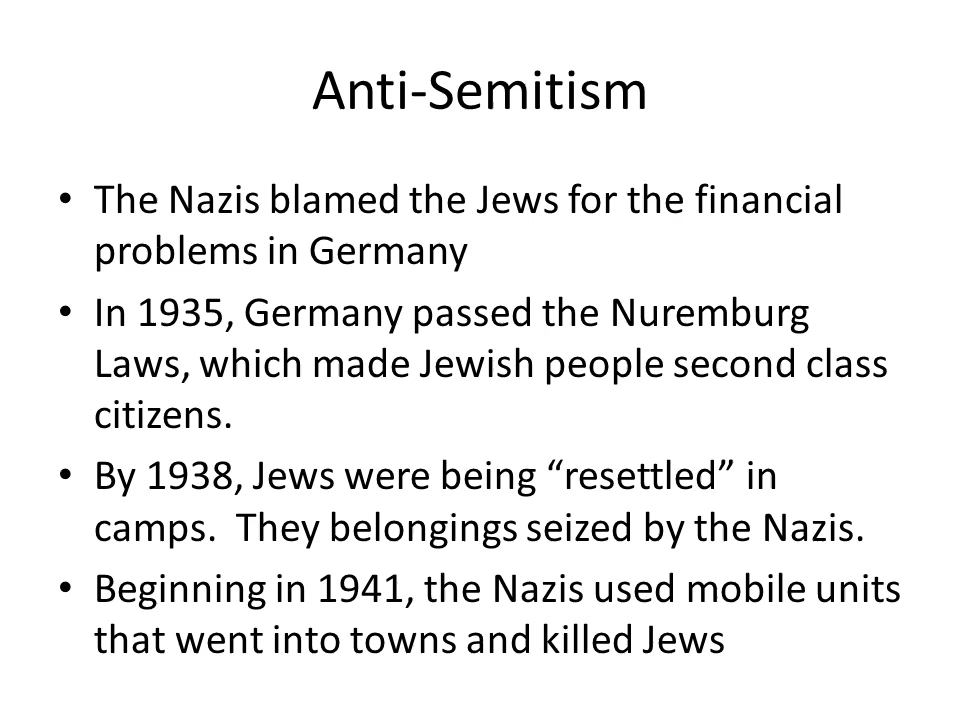 Anti-Semitism
• The Nazis blamed the Jews for the financial
problems in Germany
• In 1935, Germany passed the Nuremburg
Laws, which made Jewish people second class
citizens.
• By 1938, Jews were being “resettled” in
camps.  They belongings seized by the Nazis.
• Beginning in 1941, the Nazis used mobile units
that went into towns and killed Jews